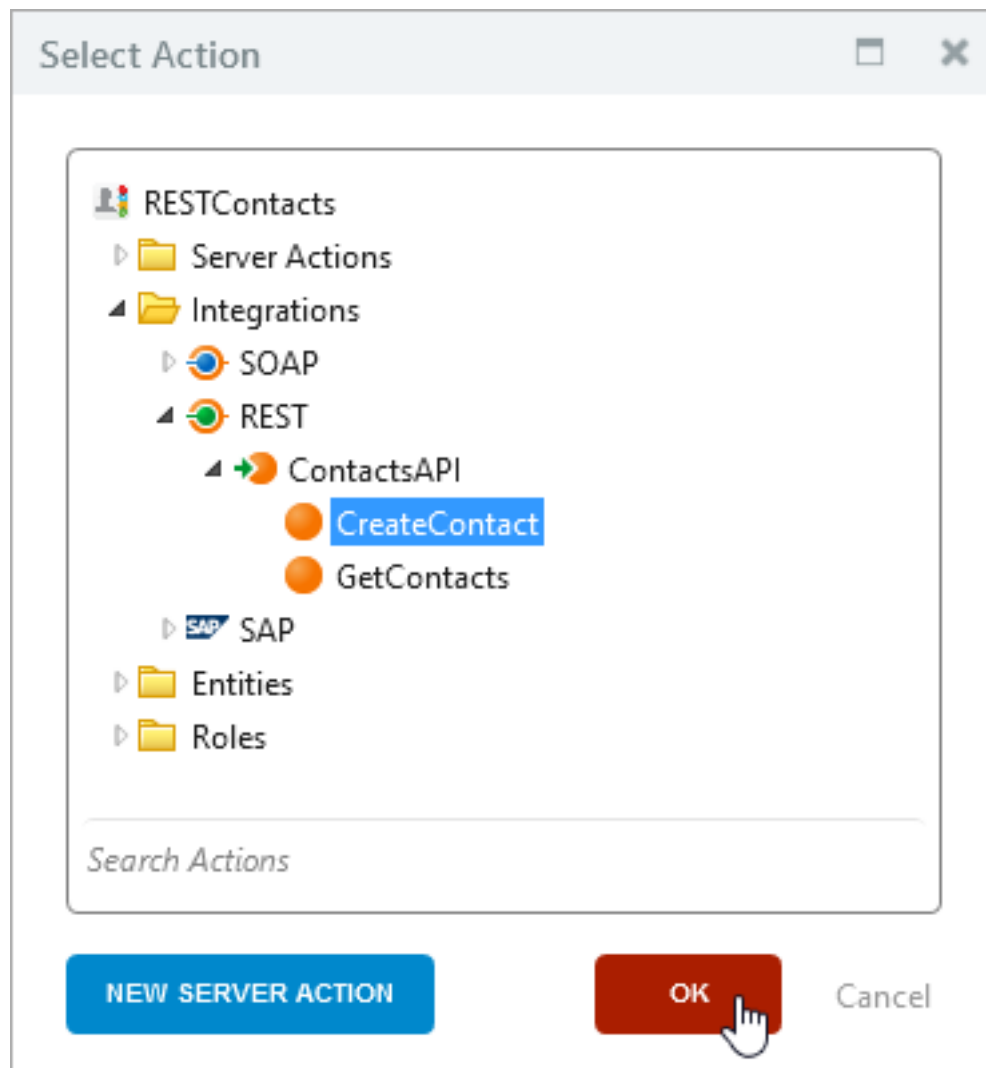 Select Action
RESTContacts
Server Actions
Integrations
SOAP
REST
ContactsAPI
CreateContact
GetContacts
SAP SAP
Entities
Roles
Search Actions
NEW SERVER ACTION OK Cancel